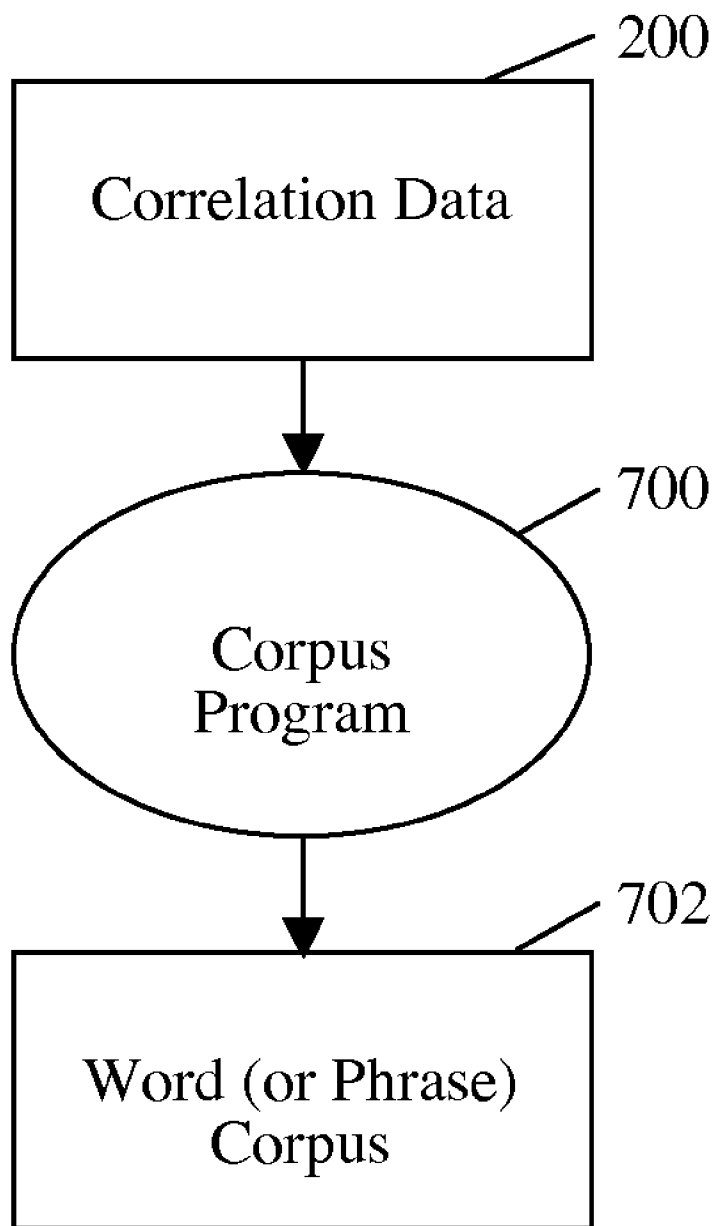 200
Correlation Data
700
Corpus
Program
702
Word (or Phrase)
Corpus